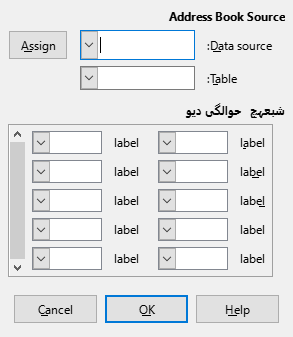 Address Book Source
:Data source
Assign
:Table
شبعہچ حوالگی دیو
label label
label label
label label
label label
label label
Help OK Cancel